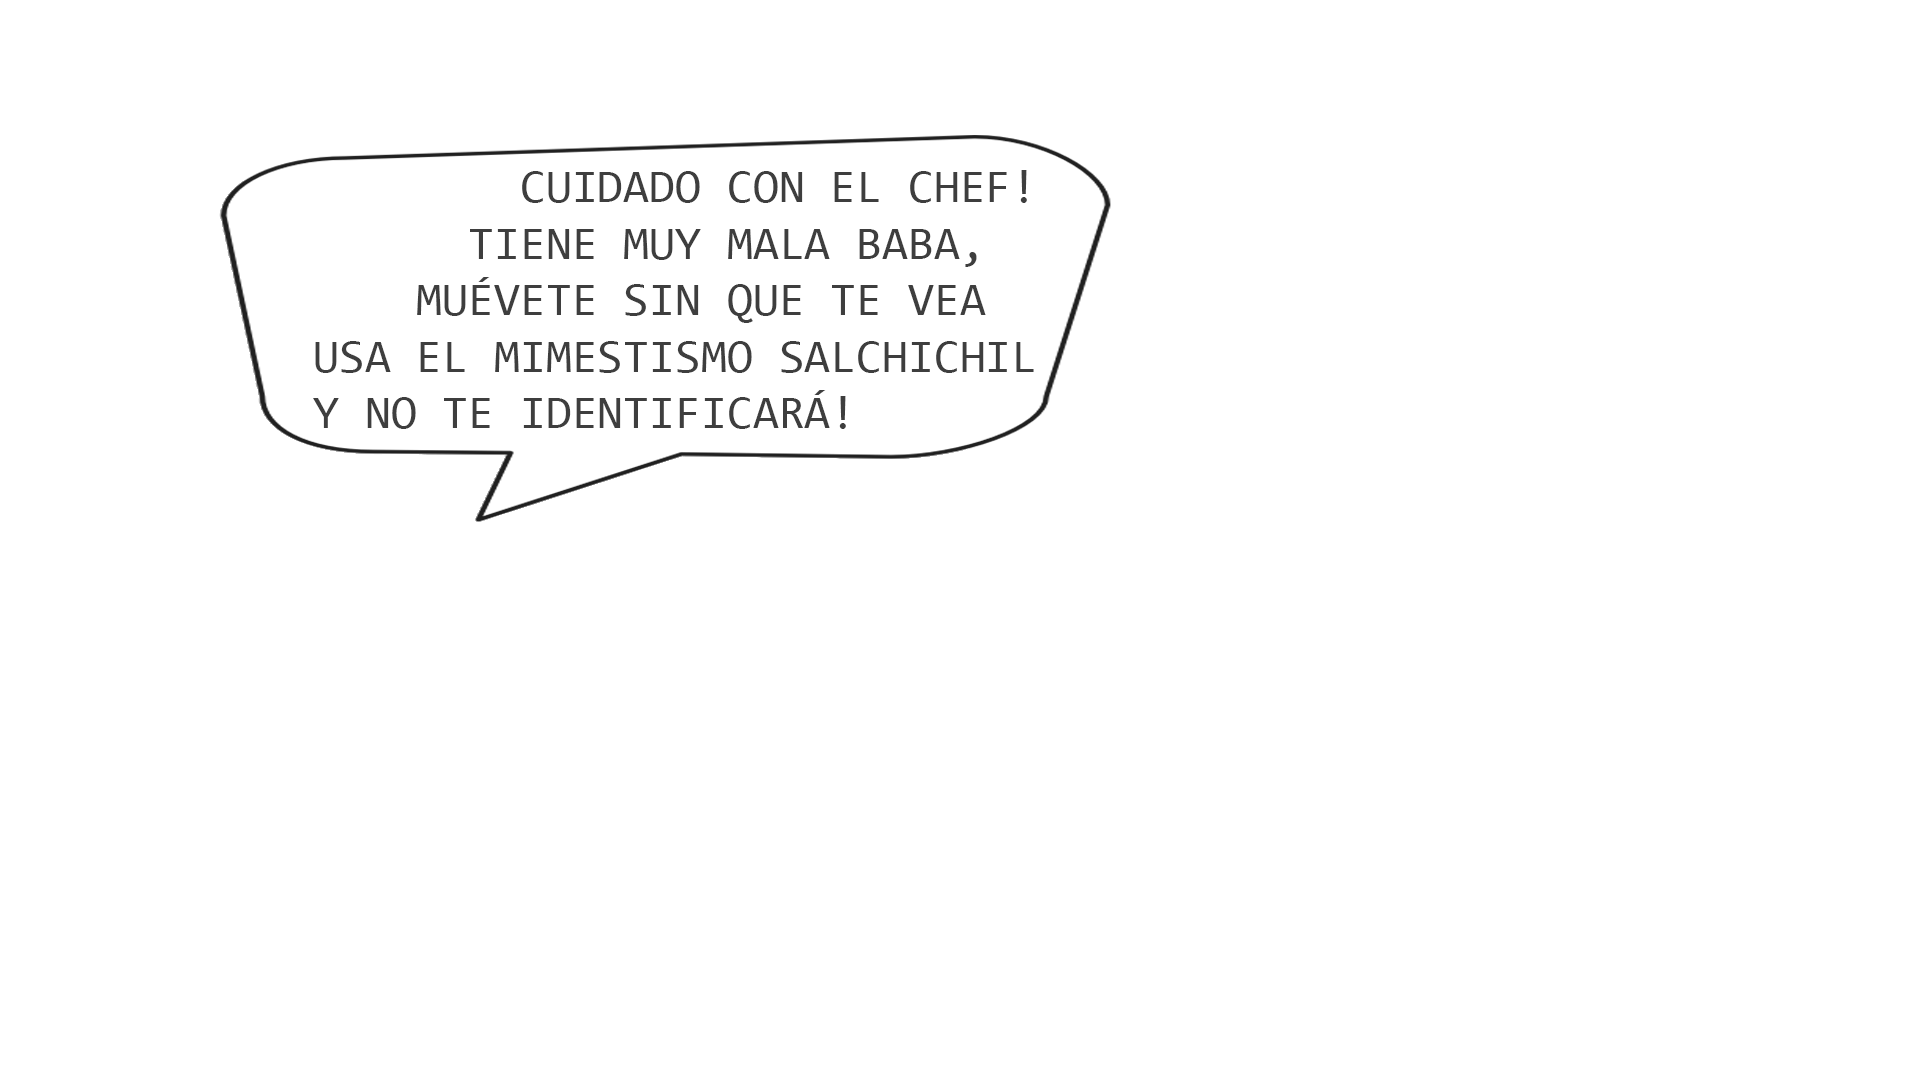 CUIDADO CON EL CHEF!
TIENE MUY MALA BABA,
MUÉVETE SIN QUE TE VEA
USA EL MIMESTISMO SALCHICHIL
Y NO TE IDENTIFICARÁ!